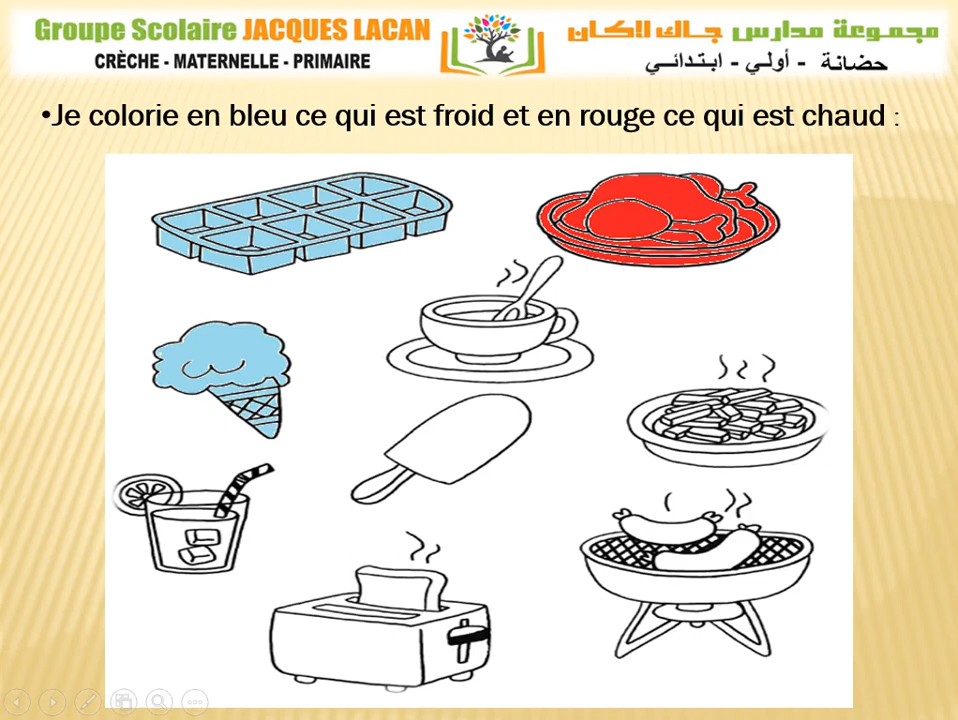 Groupe Scolaire JACQUES LACAN
CRÈCHE - MATERNELLE - PRIMAIRE
مجموعة مدارس جاك لاكان
حضانة - أولي - ابتدائي
•Je colorie en bleu ce qui est froid et en rouge ce qui est chaud :